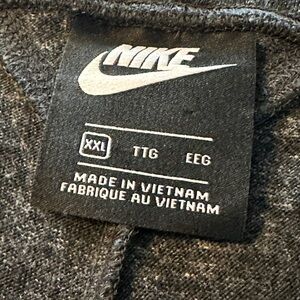 NIKE
XXL TTG EEG
MADE IN VIETNAM
FABRIQUE AU VIETNAM